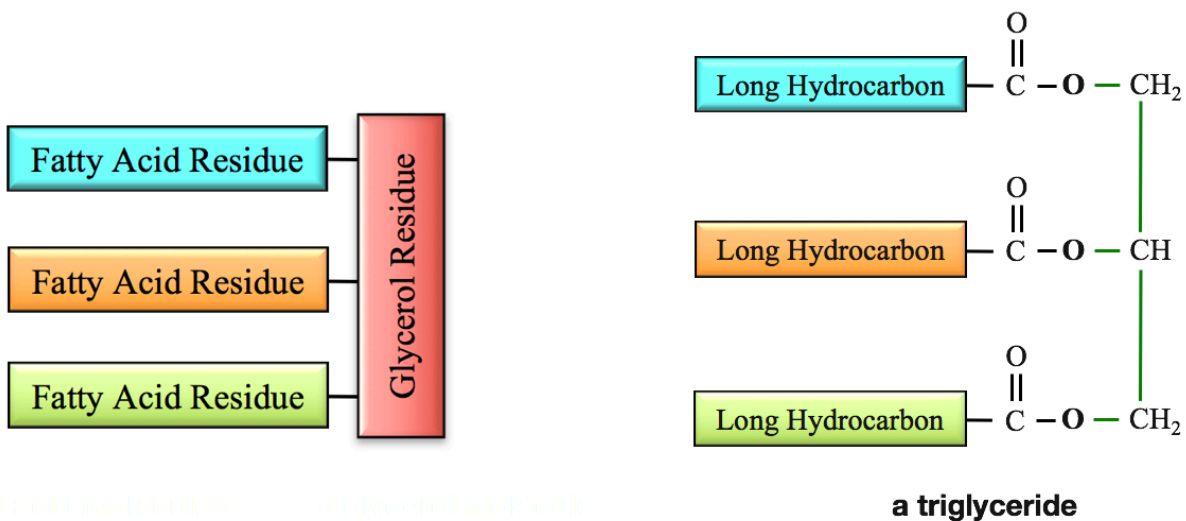 Fatty Acid Residue
Fatty Acid Residue
Fatty Acid Residue
Glycerol Residue
O
Long Hydrocarbon C O CH₂
O
Long Hydrocarbon C O CH
O
Long Hydrocarbon C O CH₂
a triglyceride